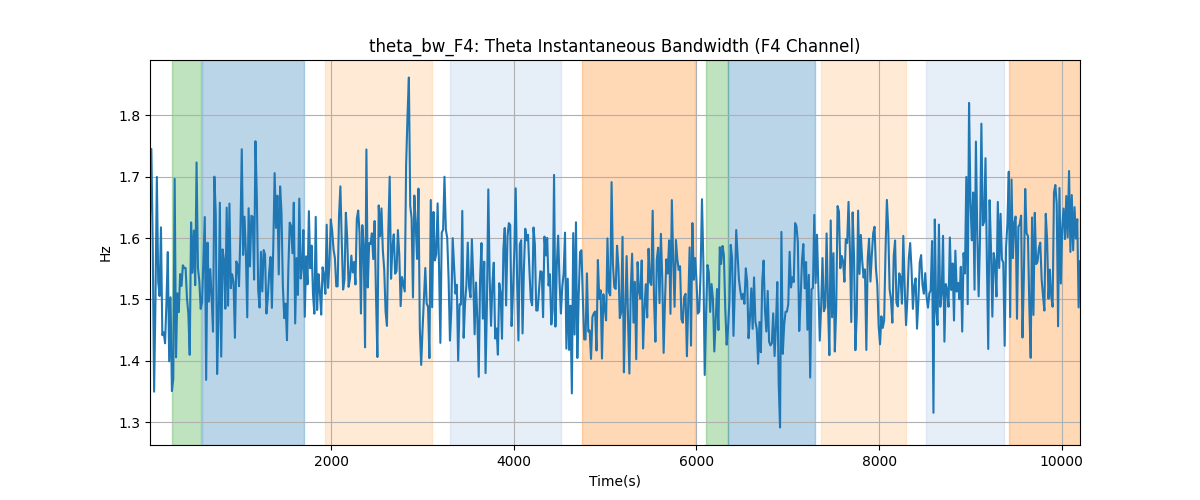 theta_bw_F4: Theta Instantaneous Bandwidth (F4 Channel)
Hz
1.8
1.7
1.6
1.5
1.4
1.3
2000 4000 6000 8000 10000
Time(s)